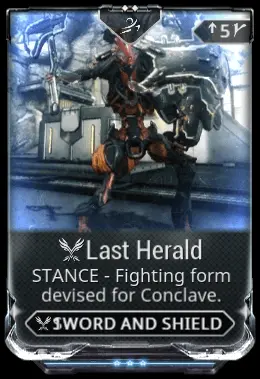 5
Last Herald
STANCE - Fighting form
devised for Conclave.
SWORD AND SHIELD